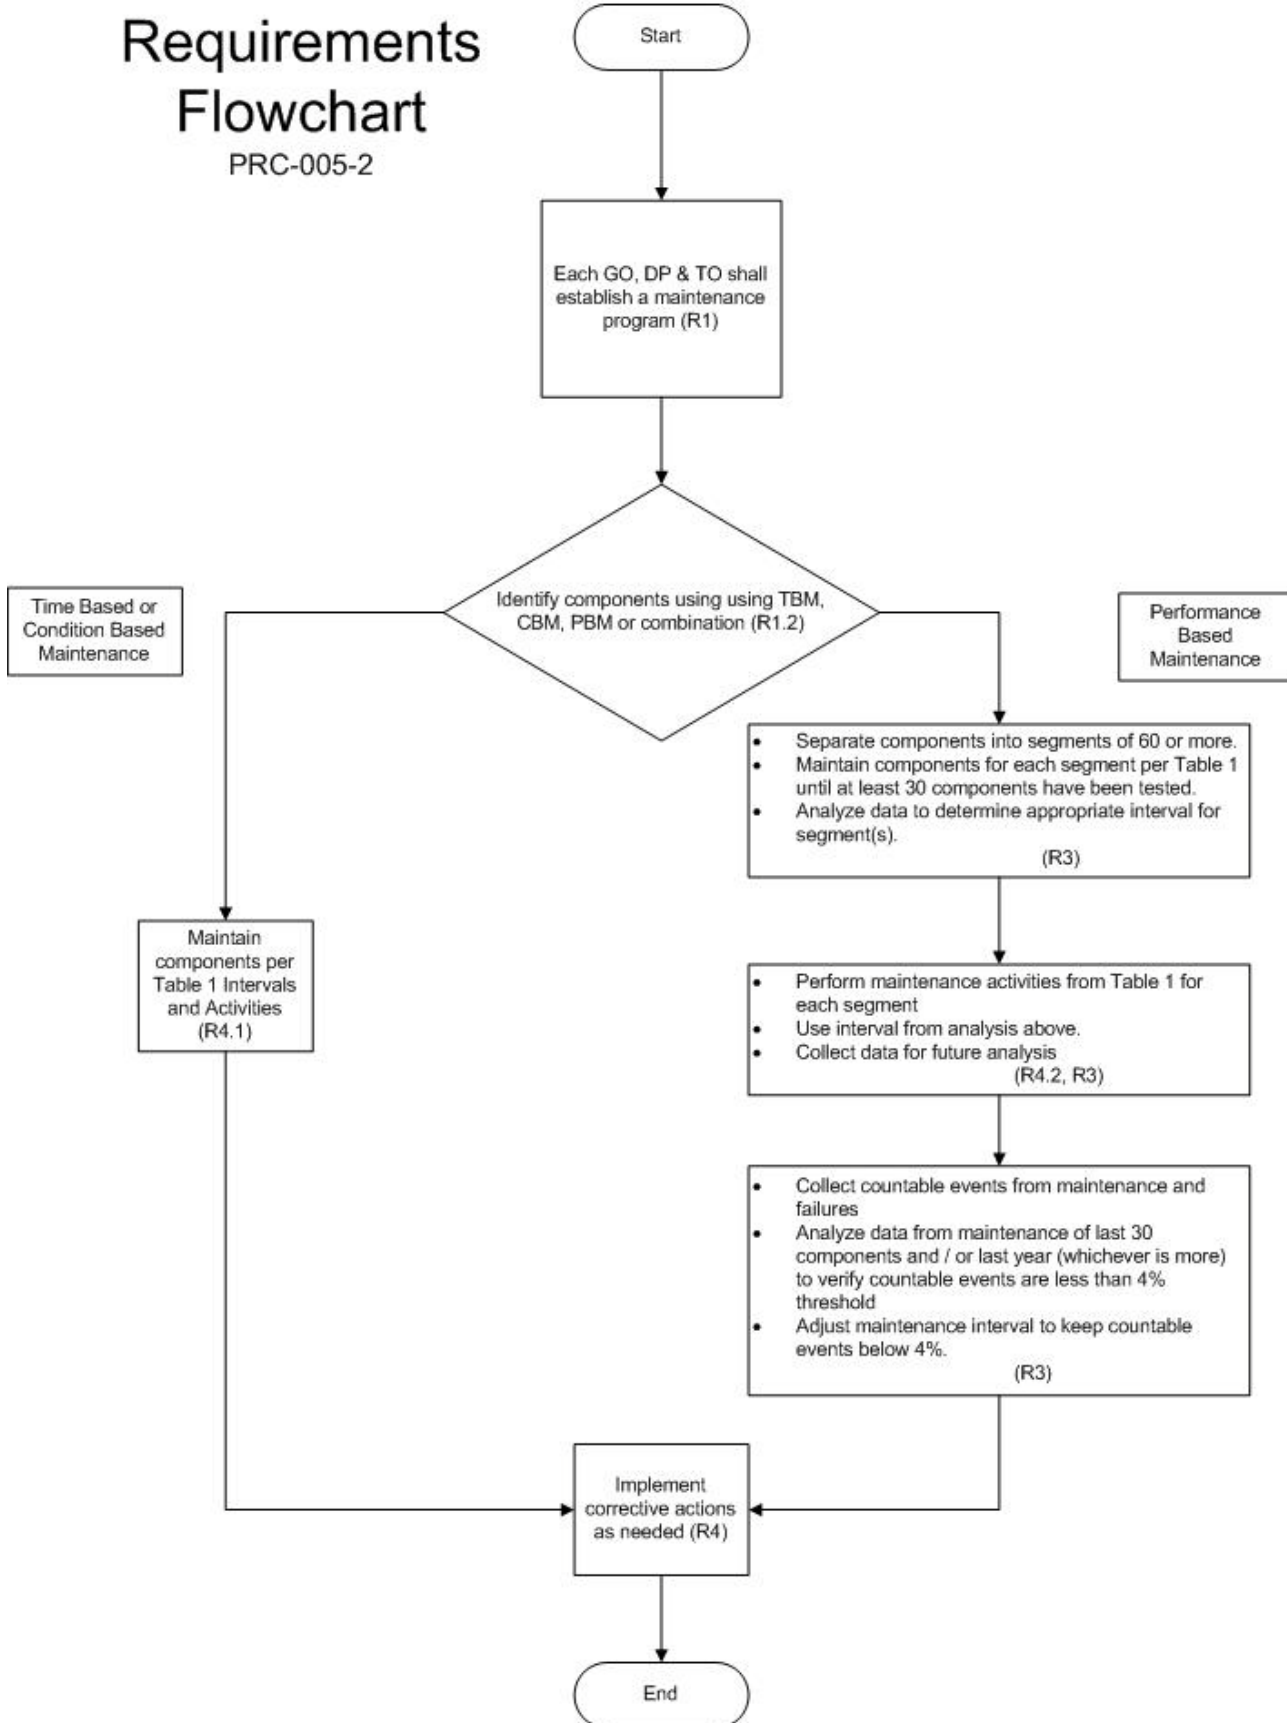 Requirements
Flowchart
PRC-005-2
Start
Each GO, DP & TO shall
establish a maintenance
program (R1)
Identify components using using TBM,
CBM, PBM or combination (R1.2)
Time Based or
Condition Based
Maintenance
Performance
Based
Maintenance
• Separate components into segments of 60 or more.
• Maintain components for each segment per Table 1
until at least 30 components have been tested.
• Analyze data to determine appropriate interval for
segment(s).
(R3)
Maintain
components per
Table 1 Intervals
and Activities
(R4.1)
• Perform maintenance activities from Table 1 for
each segment
• Use interval from analysis above.
• Collect data for future analysis
(R4.2, R3)
• Collect countable events from maintenance and
failures
• Analyze data from maintenance of last 30
components and / or last year (whichever is more)
to verify countable events are less than 4%
threshold
• Adjust maintenance interval to keep countable
events below 4%.
(R3)
Implement
corrective actions
as needed (R4)
End